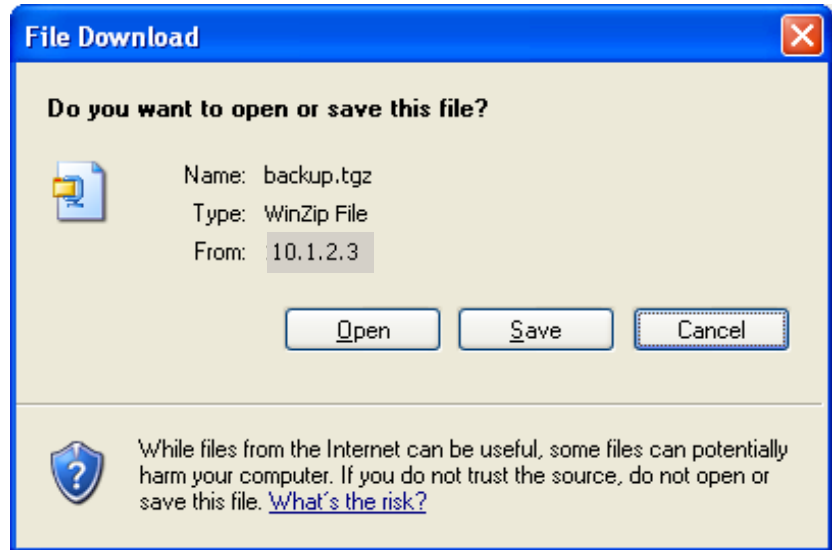 File Download
Do you want to open or save this file?
Name: backup.tgz
Type: WinZip File
From: 10.1.2.3
Open Save Cancel
While files from the Internet can be useful, some files can potentially
harm your computer. If you do not trust the source, do not open or
save this file. What's the risk?